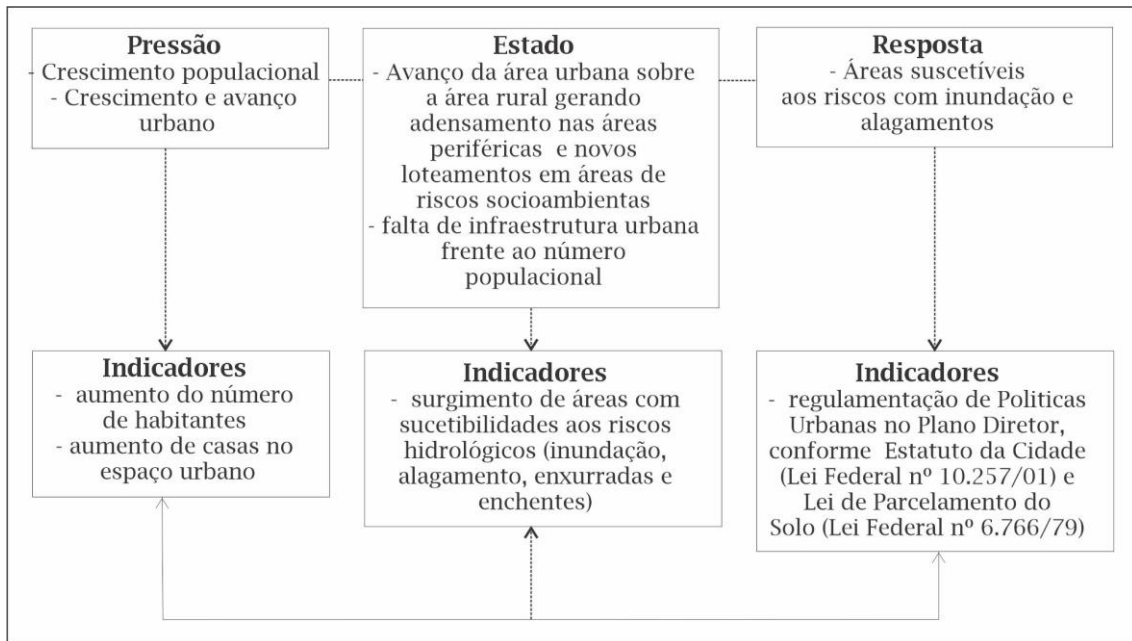 Pressão
- Crescimento populacional
- Crescimento e avanço
urbano
Estado
- Avanço da área urbana sobre
a área rural gerando
adensamento nas áreas
periféricas e novos
loteamentos em áreas de
riscos socioambientas
- falta de infraestrutura urbana
frente ao número
populacional
Resposta
- Áreas suscetíveis
aos riscos com inundação e
alagamentos
Indicadores
- aumento do número
de habitantes
- aumento de casas no
espaço urbano
Indicadores
- surgimento de áreas com
sucetibilidades aos riscos
hidrológicos (inundação,
alagamento, enxurradas e
enchentes)
Indicadores
- regulamentação de Politicas
Urbanas no Plano Diretor,
conforme Estatuto da Cidade
(Lei Federal nº 10.257/01) e
Lei de Parcelamento do
Solo (Lei Federal nº 6.766/79)